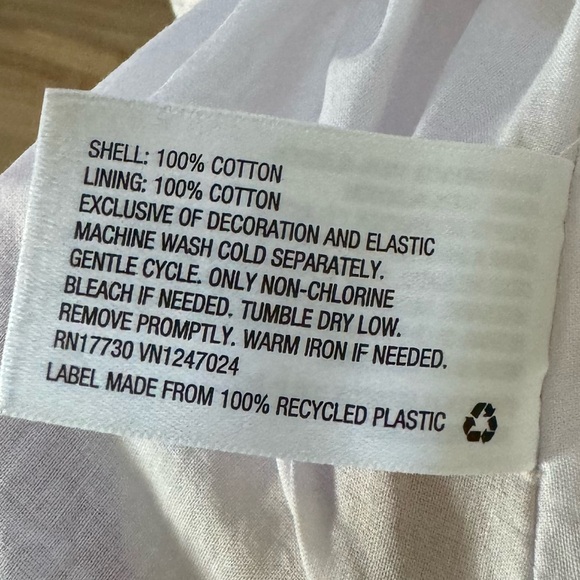 SHELL: 100% COTTON
LINING: 100% COTTON
EXCLUSIVE OF DECORATION AND ELASTIC
MACHINE WASH COLD SEPARATELY.
GENTLE CYCLE. ONLY NON-CHLORINE
BLEACH IF NEEDED. TUMBLE DRY LOW.
REMOVE PROMPTLY. WARM IRON IF NEEDED.
RN17730 VN1247024
LABEL MADE FROM 100% RECYCLED PLASTIC